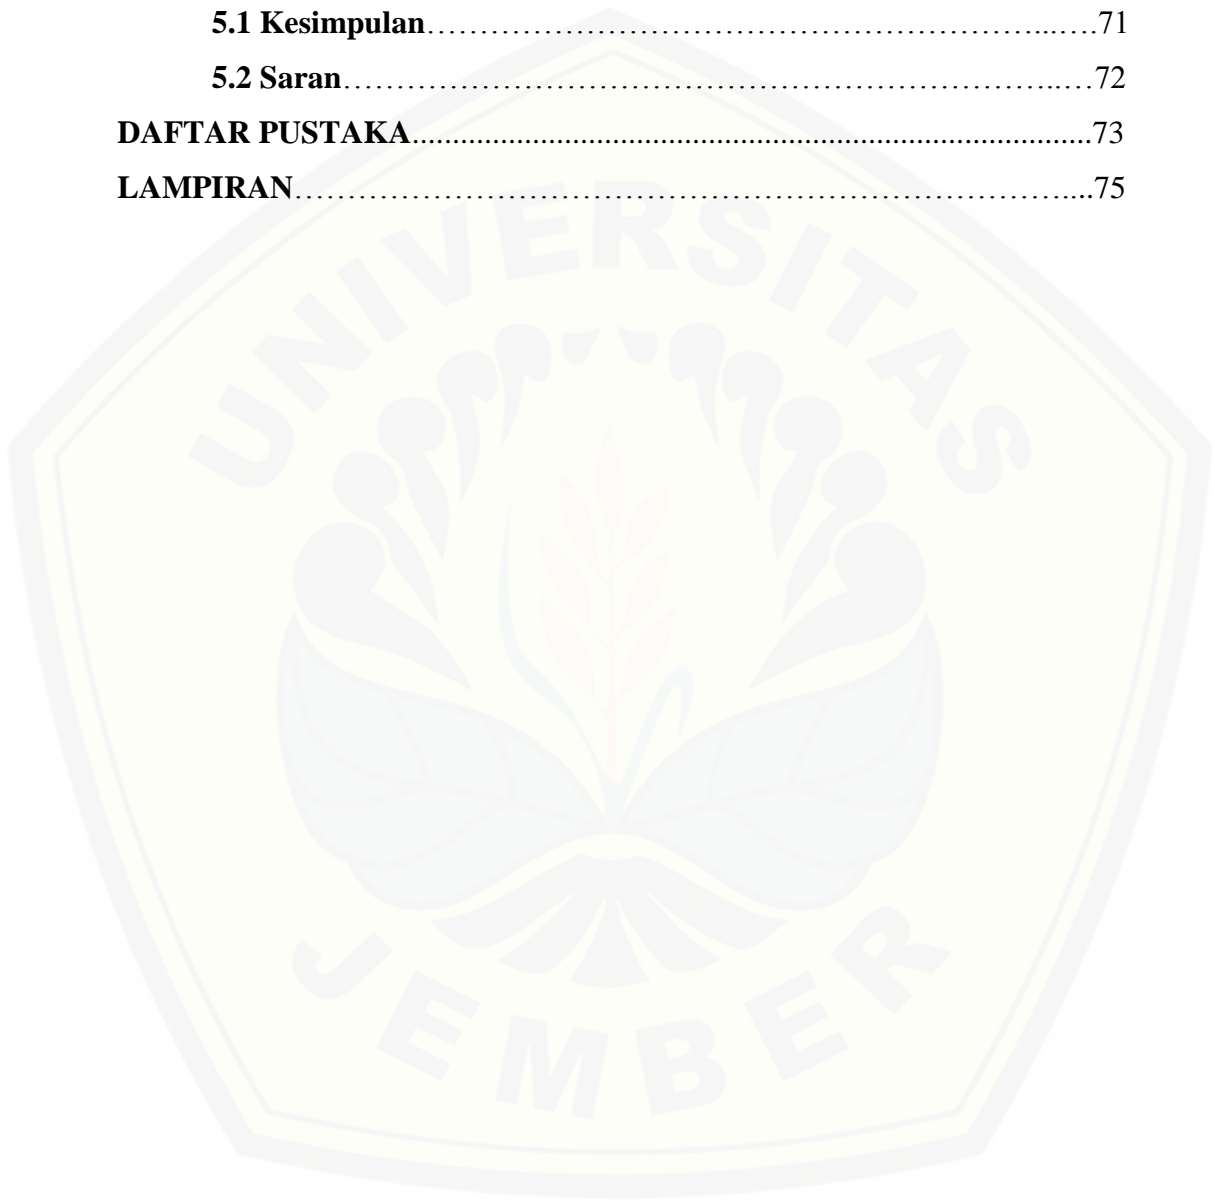 5.1 Kesimpulan……………………………………………………...….71
5.2 Saran……………………………………………………………..…72
DAFTAR PUSTAKA...........................................................................................73
LAMPIRAN…………………………………………………………………....75
UNIVERSITAS
JEMBER